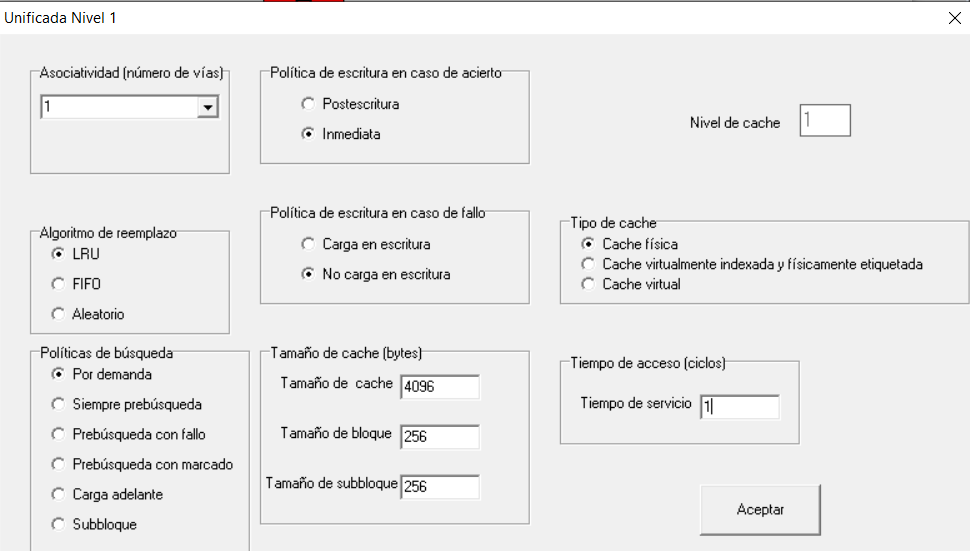 Unificada Nivel 1
Asociatividad (número de vías)
1
Política de escritura en caso de acierto
Postescritura
Inmediata
Nivel de cache
1
Algoritmo de reemplazo
LRU
FIFO
Aleatorio
Política de escritura en caso de fallo
Carga en escritura
No carga en escritura
Tipo de cache
Cache física
Cache virtualmente indexada y físicamente etiquetada
Cache virtual
Políticas de búsqueda
Por demanda
Siempre prebúsqueda
Prebúsqueda con fallo
Prebúsqueda con marcado
Carga adelante
Subbloque
Tamaño de cache (bytes)
Tamaño de cache 4096
Tamaño de bloque 256
Tamaño de subbloque 256
Tiempo de acceso (ciclos)
Tiempo de servicio 1
Aceptar